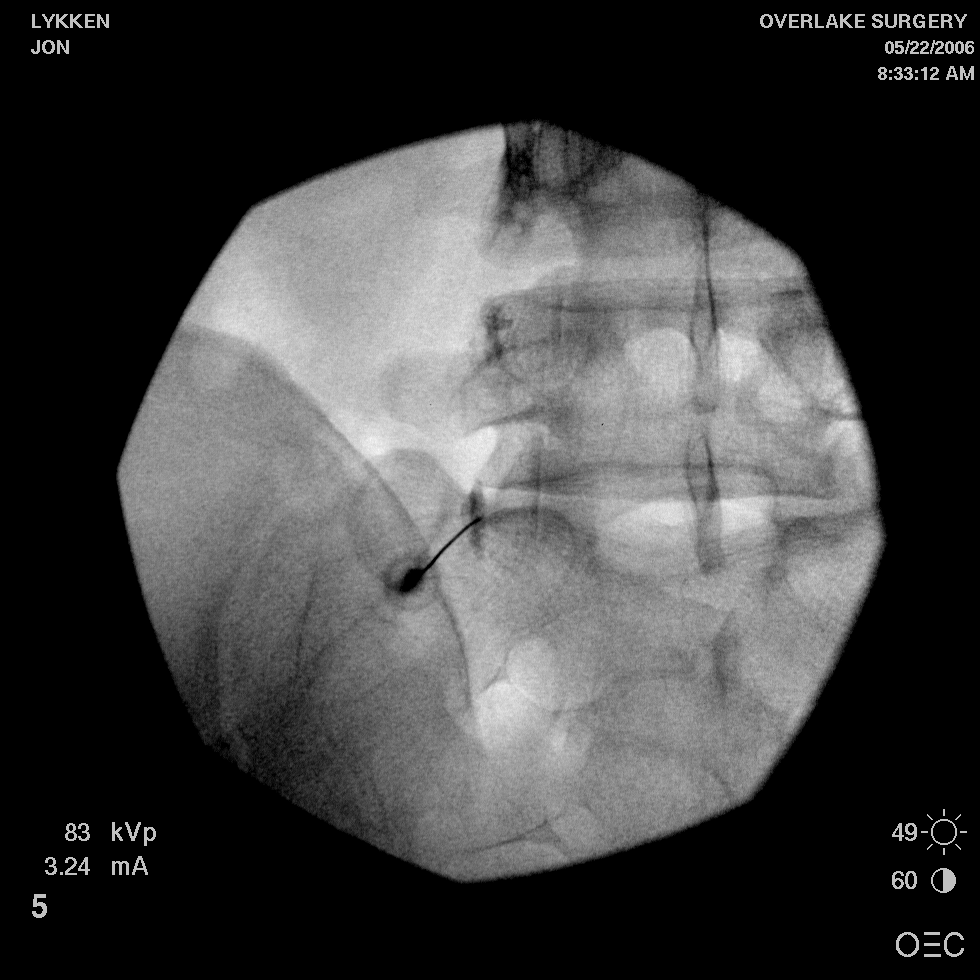 LYKKEN
JON
OVERLAKE SURGERY
05/22/2006
8:33:12 AM
83 kVp
3.24 mA
5
49
60
OEC